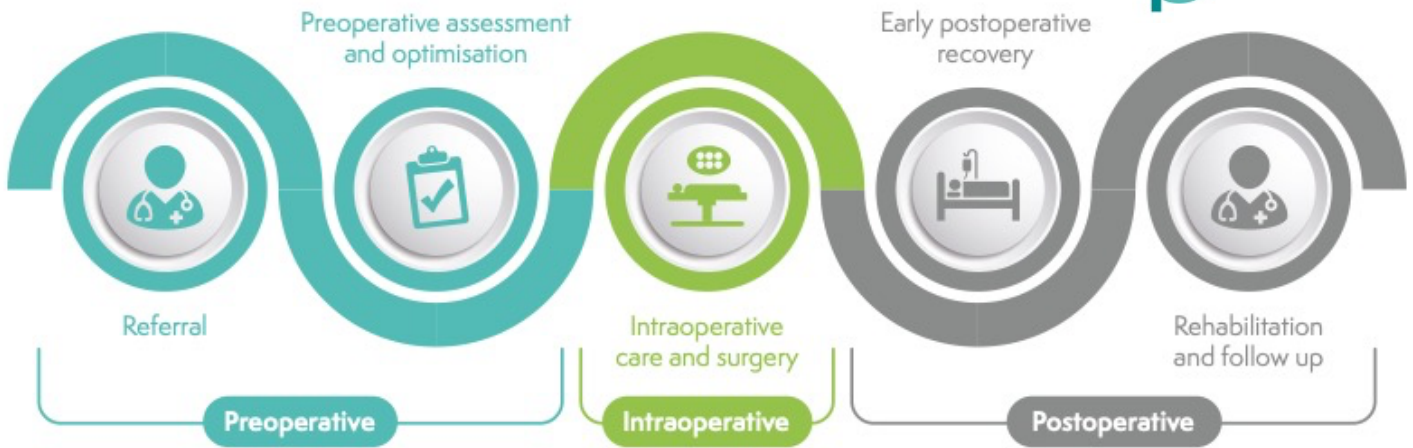 Preoperative assessment
and optimisation
Early postoperative
recovery
Referral
Intraoperative
care and surgery
Rehabilitation
and follow up
Preoperative
Intraoperative
Postoperative